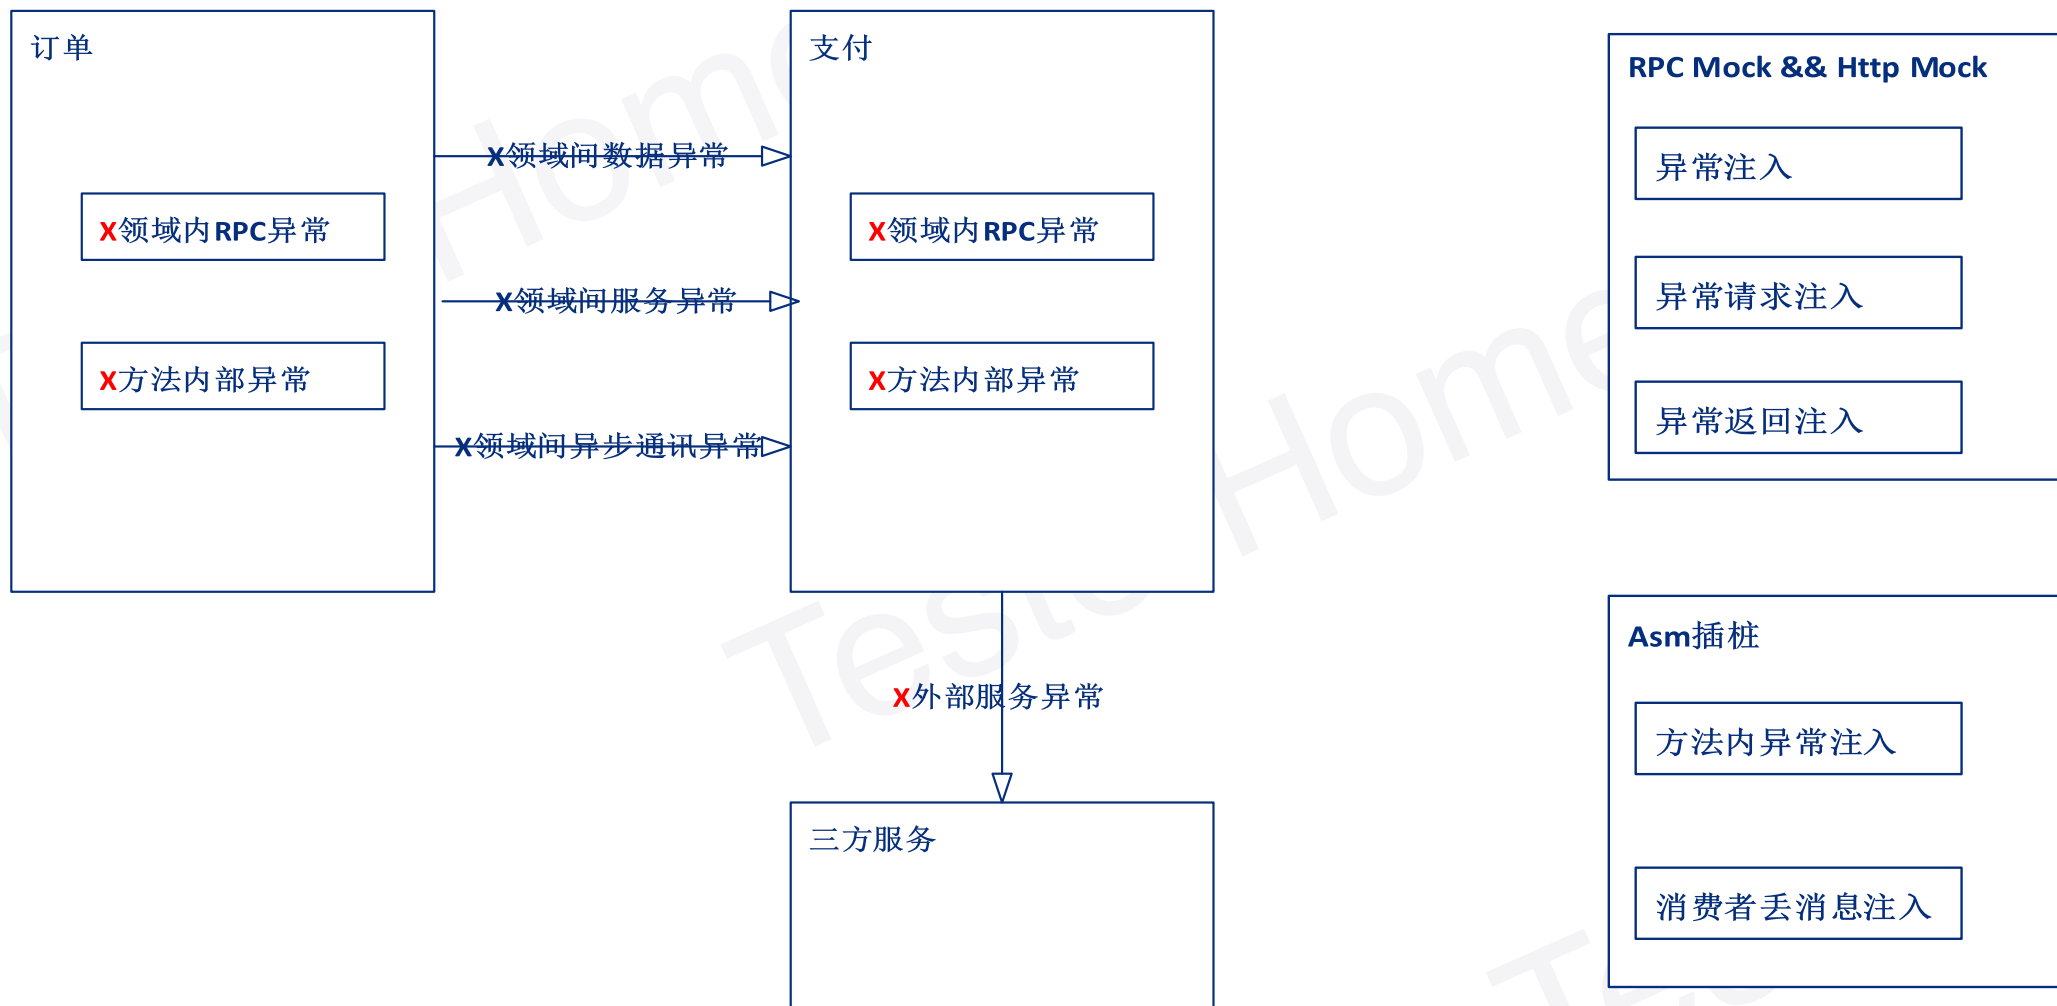 订单
X领域内RPC异常
X方法内部异常
X领域间数据异常
X领域间服务异常
X领域间异步通讯异常
支付
X领域内RPC异常
X方法内部异常
X外部服务异常
三方服务
RPC Mock && Http Mock
异常注入
异常请求注入
异常返回注入
Asm插桩
方法内异常注入
消费者丢消息注入